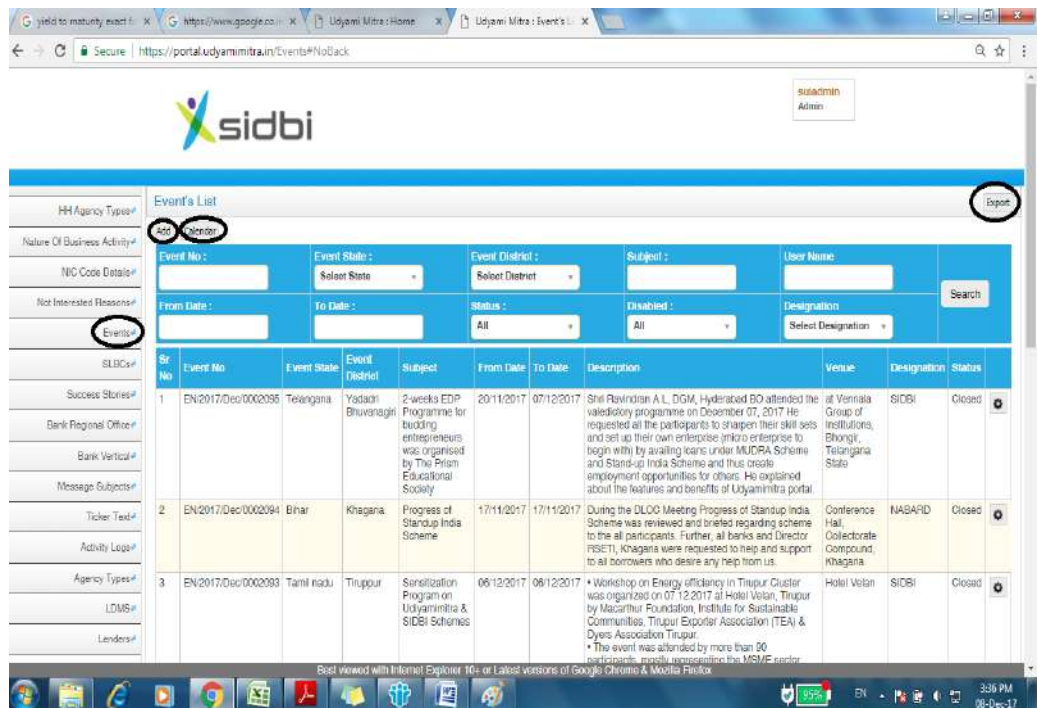 yield to maturity exact f
https://www.google.co.in
Udyami Mitra : Home
Udyami Mitra : Event's Li
Secure
https://portal.udyamimitra.in/Events#NoBack
suiadmin
Admin
sidbi
Event's List
Export
Add
Calendar
HH Agency Types
Nature Of Business Activity
NIC Code Details
Not Interested Reasons
Events
SLBCs
Success Stories
Bank Regional Office
Bank Vertical
Message Subjects
Ticker Text
Activity Logs
Agency Types
LDMS
Lenders
Event No :
Event State :
Event District :
Subject :
User Name
Select State
Select District
Search
From Date :
To Date :
Status :
Disabled :
Designation
All
All
Select Designation
Sr No
Event No
Event State
Event District
Subject
From Date
To Date
Description
Venue
Designation
Status
1
EN/2017/Dec/0002095
Telangana
Yadadri
Bhuvanagiri
2-weeks EDP
Programme for
budding
entrepreneurs
was organised
by The Prism
Educational
Society
20/11/2017
07/12/2017
Shri Ravindran A L, DGM, Hyderabad BO attended the
valedictory programme on December 07, 2017 He
requested all the participants to sharpen their skill sets
and set up their own enterprise (micro enterprise to
begin with) by availing loans under MUDRA Scheme
and Stand-up India Scheme and thus create
employment opportunities for others. He explained
about the features and benefits of Udyamimitra portal.
at Vennala
Group of
Institutions,
Bhongir,
Telangana
State
SIDBI
Closed
2
EN/2017/Dec/0002094
Bihar
Khagaria
Progress of
Standup India
Scheme
17/11/2017
17/11/2017
During the DLCC Meeting Progress of Standup India
Scheme was reviewed and briefed regarding scheme
to the all participants. Further, all banks and Director
RSETI, Khagaria were requested to help and support
to all borrowers who desire any help from us.
Conference
Hall,
Collectorate
Compound,
Khagaria
NABARD
Closed
3
EN/2017/Dec/0002093
Tamil nadu
Tiruppur
Sensitization
Program on
Udyamimitra &
SIDBI Schemes
06/12/2017
06/12/2017
• Workshop on Energy efficiency in Tirupur Cluster
was organized on 07.12.2017 at Hotel Velan, Tirupur
by Macarthur Foundation, Institute for Sustainable
Communities, Tirupur Exporter Association (TEA) &
Dyers Association Tirupur.
• The event was attended by more than 90
participants, mostly representing the MSME sector
Hotel Velan
SIDBI
Closed
Best viewed with Internet Explorer 10+ or Latest versions of Google Chrome & Mozilla Firefox
95%
EN
3:36 PM
08-Dec-17